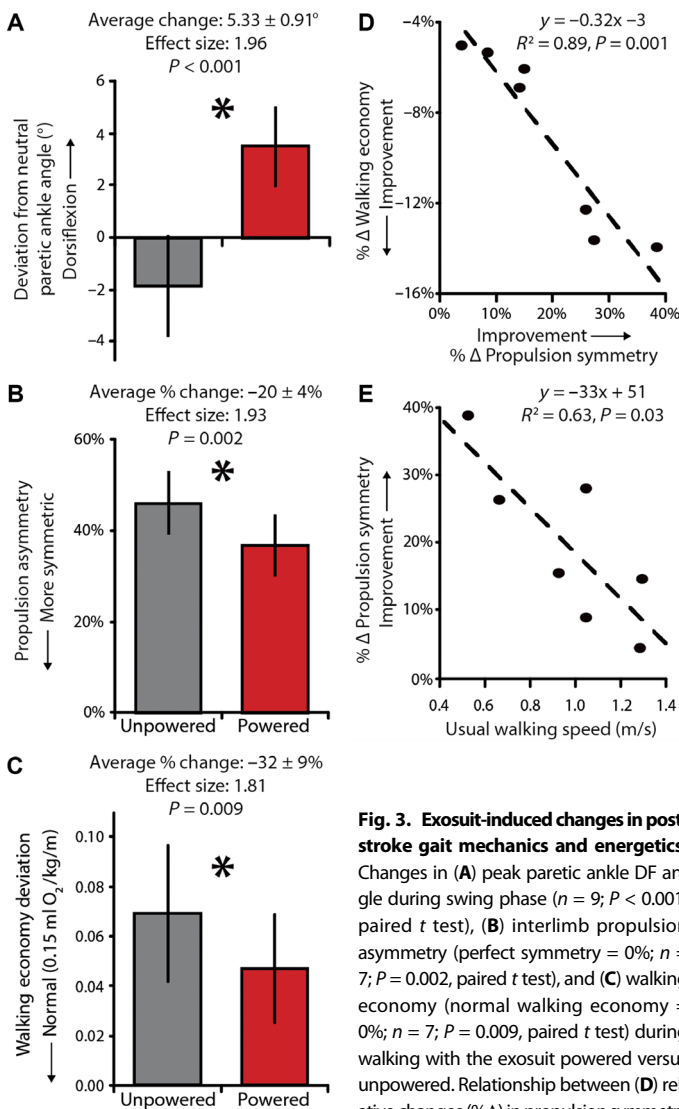 A
Average change: 5.33 ± 0.91°
Effect size: 1.96
P < 0.001
*
6
4
2
0
−2
−4
Deviation from neutral
paretic ankle angle (°)
Dorsiflexion ⟶
B
Average % change: −20 ± 4%
Effect size: 1.93
P = 0.002
*
60%
40%
20%
0%
Propulsion asymmetry
⟵ More symmetric
Unpowered Powered
C
Average % change: −32 ± 9%
Effect size: 1.81
P = 0.009
*
0.10
0.08
0.06
0.04
0.02
0.00
Walking economy deviation
⟵ Normal (0.15 ml O₂/kg/m)
Unpowered Powered
D
y = −0.32x −3
R² = 0.89, P = 0.001
−4%
−8%
−12%
−16%
% Δ Walking economy
⟵ Improvement
0% 10% 20% 30% 40%
Improvement ⟶
% Δ Propulsion symmetry
E
y = −33x + 51
R² = 0.63, P = 0.03
40%
30%
20%
10%
0%
% Δ Propulsion symmetry
Improvement ⟶
0.4 0.6 0.8 1.0 1.2 1.4
Usual walking speed (m/s)
Fig. 3. Exosuit-induced changes in post
stroke gait mechanics and energetics
Changes in (A) peak paretic ankle DF an
gle during swing phase (n = 9; P < 0.001
paired t test), (B) interlimb propulsion
asymmetry (perfect symmetry = 0%; n =
7; P = 0.002, paired t test), and (C) walking
economy (normal walking economy =
0%; n = 7; P = 0.009, paired t test) during
walking with the exosuit powered versu
unpowered. Relationship between (D) rel